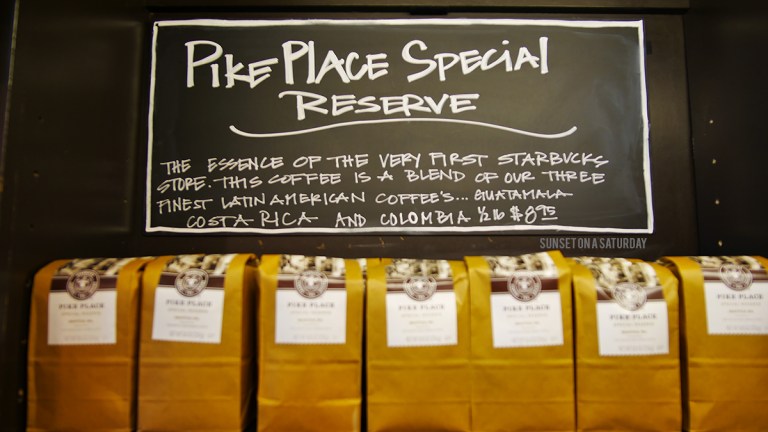 PIKE PLACE SPECIAL
RESERVE
THE ESSENCE OF THE VERY FIRST STARBUCKS
STORE. THIS COFFEE IS A BLEND OF OUR THREE
FINEST LATIN AMERICAN COFFEE'S... GUATAMALA
COSTA RICA AND COLOMBIA ½ lb $8.95
SUNSET ON A SATURDAY
PIKE PLACE
PIKE PLACE
PIKE PLACE
PIKE PLACE
PIKE PLACE
PIKE PLACE
PIKE PLACE